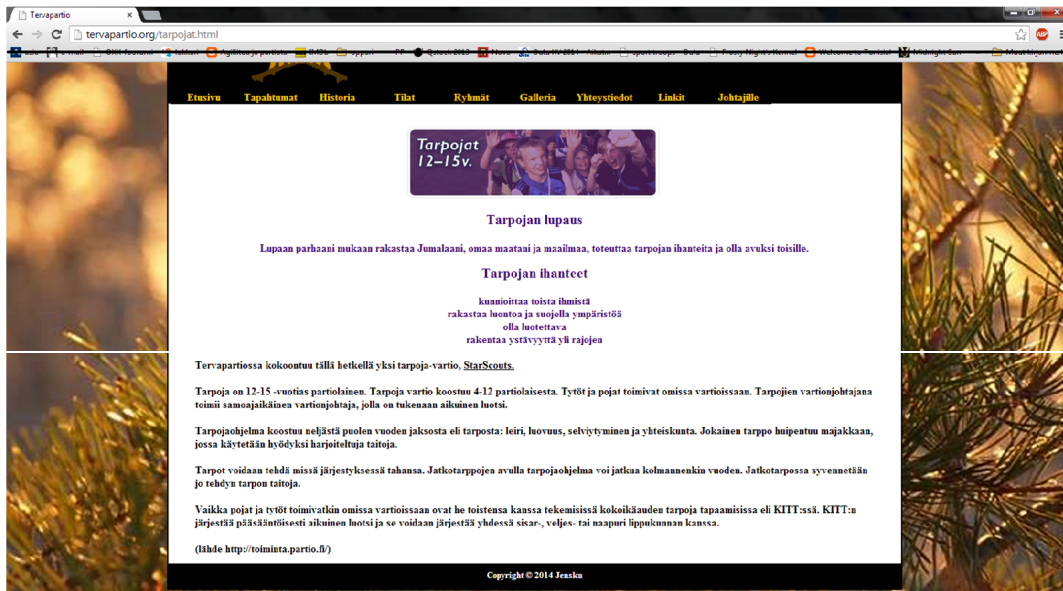 Tervapartio
tervapartio.org/tarpojat.html
ABP
Etusivu Tapahtumat Historia Tilat Ryhmät Galleria Yhteystiedot Linkit Johtajille
Tarpojat
12–15v.
Tarpojan lupaus
Lupaan parhaani mukaan rakastaa Jumalaani, omaa maatani ja maailmaa, toteuttaa tarpojan ihanteita ja olla avuksi toisille.
Tarpojan ihanteet
kunnioittaa toista ihmistä
rakastaa luontoa ja suojella ympäristöä
olla luotettava
rakentaa ystävyyttä yli rajojen
Tervapartiossa kokoontuu tällä hetkellä yksi tarpoja-vartio, StarScouts.
Tarpoja on 12-15 -vuotias partiolainen. Tarpoja vartio koostuu 4-12 partiolaisesta. Tytöt ja pojat toimivat omissa vartioissaan. Tarpojien vartionjohtajana
toimii samoajaikäinen vartionjohtaja, jolla on tukenaan aikuinen luotsi.
Tarpojaohjelma koostuu neljästä puolen vuoden jaksosta eli tarposta: leiri, luovuus, selviytyminen ja yhteiskunta. Jokainen tarppo huipentuu majakkaan,
jossa käytetään hyödyksi harjoiteltuja taitoja.
Tarpot voidaan tehdä missä järjestyksessä tahansa. Jatkotarppojen avulla tarpojaohjelma voi jatkua kolmannenkin vuoden. Jatkotarpossa syvennetään
jo tehdyn tarpon taitoja.
Vaikka pojat ja tytöt toimivatkin omissa vartioissaan ovat he toistensa kanssa tekemisissä kokoikäauden tarpoja tapaamisissa eli KITT:ssä. KITT:n
järjestää pääsääntöisesti aikuinen luotsi ja se voidaan järjestää yhdessä sisar-, veljes- tai naapuri lippukunnan kanssa.
(lähde http://toiminta.partio.fi/)
Copyright © 2014 Jensku